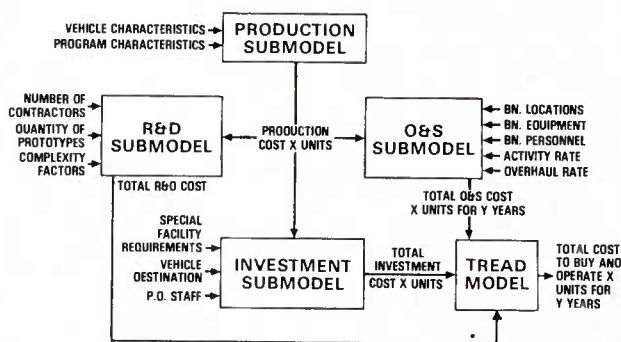 VEHICLE CHARACTERISTICS
PROGRAM CHARACTERISTICS
PRODUCTION
SUBMODEL
NUMBER OF
CONTRACTORS
QUANTITY OF
PROTOTYPES
COMPLEXITY
FACTORS
R&D
SUBMODEL
PRODUCTION
COST X UNITS
O&S
SUBMODEL
BN. LOCATIONS
BN. EQUIPMENT
BN. PERSONNEL
ACTIVITY RATE
OVERHAUL RATE
TOTAL R&D COST
TOTAL O&S COST
X UNITS FOR Y YEARS
SPECIAL
FACILITY
REQUIREMENTS
VEHICLE
DESTINATION
P.O. STAFF
INVESTMENT
SUBMODEL
TOTAL
INVESTMENT
COST X UNITS
TREAD
MODEL
TOTAL COST
TO BUY AND
OPERATE X
UNITS FOR
Y YEARS